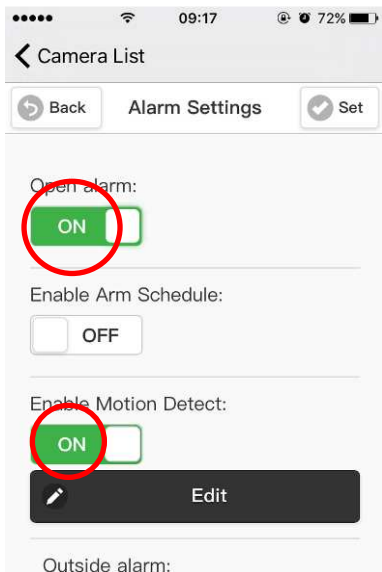 09:17 72%
Camera List
Back Alarm Settings Set
Open alarm:
ON
Enable Arm Schedule:
OFF
Enable Motion Detect:
ON
Edit
Outside alarm: